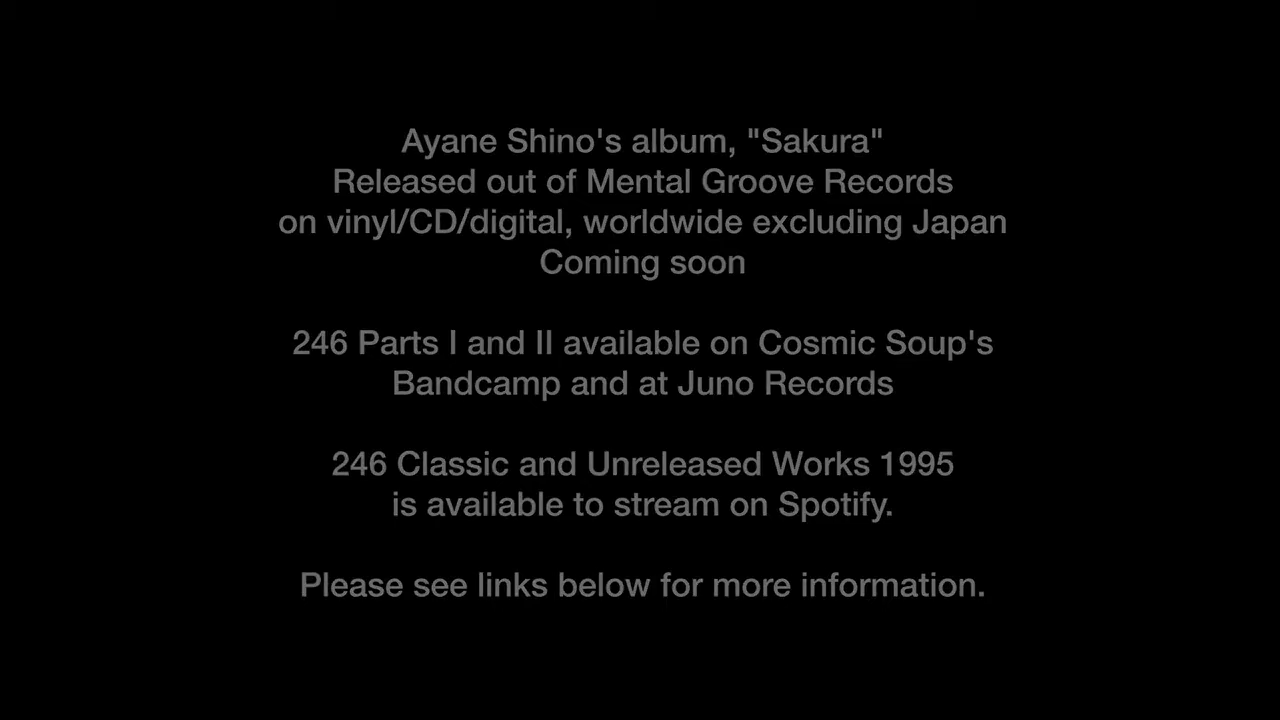 Ayane Shino's album, "Sakura"
Released out of Mental Groove Records
on vinyl/CD/digital, worldwide excluding Japan
Coming soon
246 Parts I and II available on Cosmic Soup's
Bandcamp and at Juno Records
246 Classic and Unreleased Works 1995
is available to stream on Spotify.
Please see links below for more information.